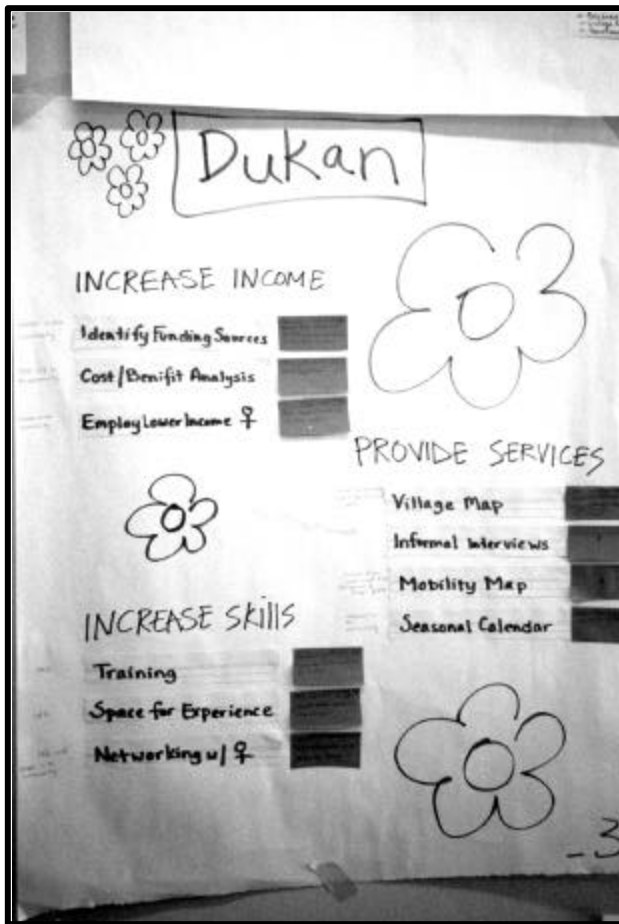 Dukan
INCREASE INCOME
Identify Funding Sources
Cost/Benifit Analysis
Employ Lower Income ♀
PROVIDE SERVICES
Village Map
Informal Interviews
Mobility Map
Seasonal Calendar
INCREASE SKIllS
Training
Space for Experience
Networking w/ ♀
3